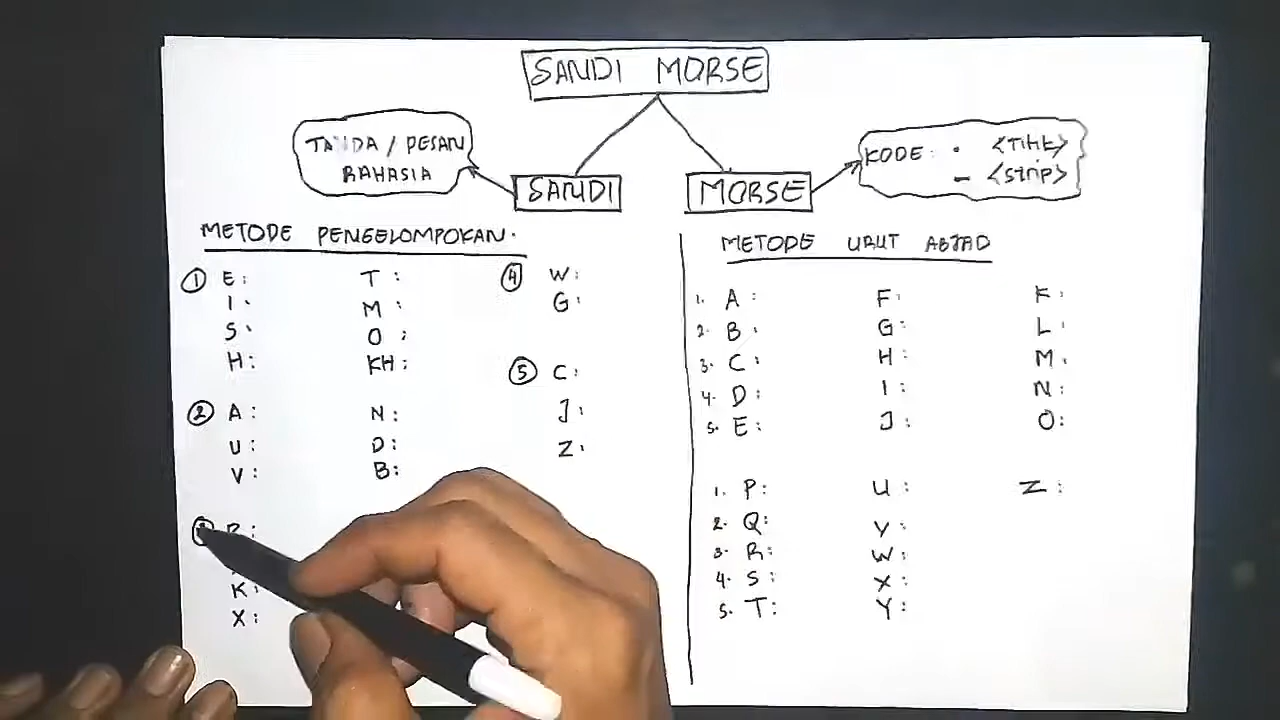 SANDI MORSE
TANDA / PESAN
RAHASIA
KODE : • <Titik>
– <strip>
SANDI
MORSE
METODE PENGELOMPOKAN.
① E : T :
I : M :
S : O :
H : KH :
② A : N :
U : D :
V : B :
K :
X :
④ W :
G :
⑤ C :
J :
Z :
METODE URUT ABJAD
1. A : F : K :
2. B : G : L :
3. C : H : M :
4. D : I : N :
5. E : J : O :
1. P : U : Z :
2. Q : Y :
3. R : W :
4. S : X :
5. T : Y :